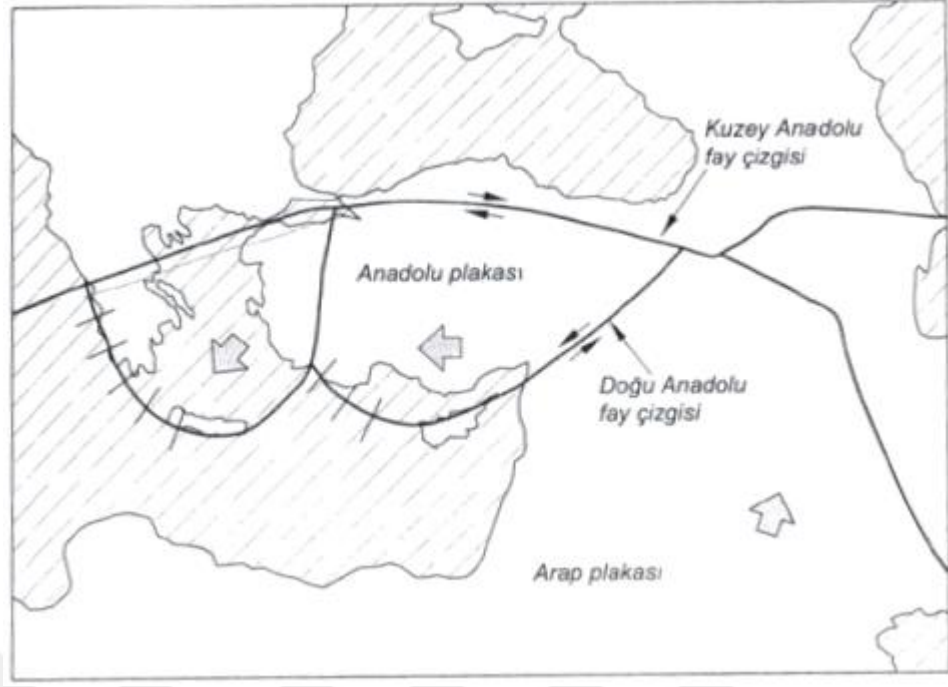 Kuzey Anadolu
fay çizgisi
Anadolu plakası
Doğu Anadolu
fay çizgisi
Arap plakası